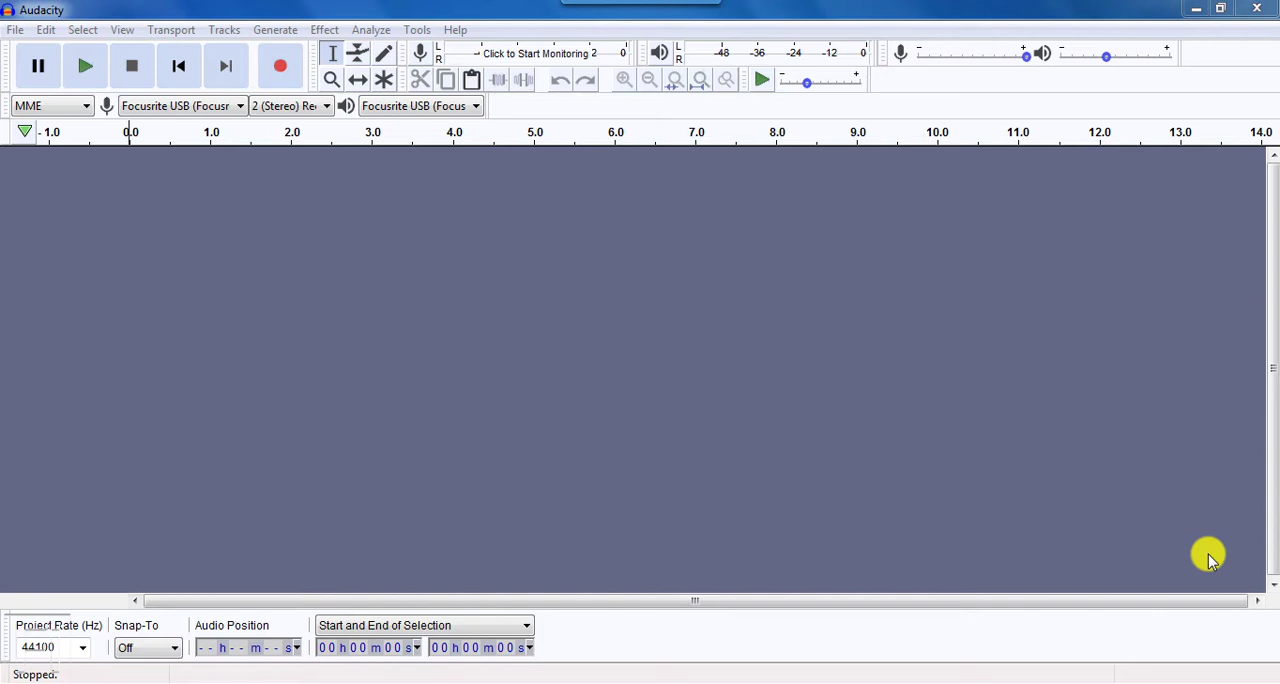 Audacity
File Edit Select View Transport Tracks Generate Effect Analyze Tools Help
L R Click to Start Monitoring 2 0 L R -48 -36 -24 -12 0
MME Focusrite USB (Focusr 2 (Stereo) Re Focusrite USB (Focus
-1.0 0.0 1.0 2.0 3.0 4.0 5.0 6.0 7.0 8.0 9.0 10.0 11.0 12.0 13.0 14.0
Project Rate (Hz) Snap-To Audio Position Start and End of Selection
44100 Off -- h -- m -- s 00 h 00 m 00 s 00 h 00 m 00 s
Stopped.